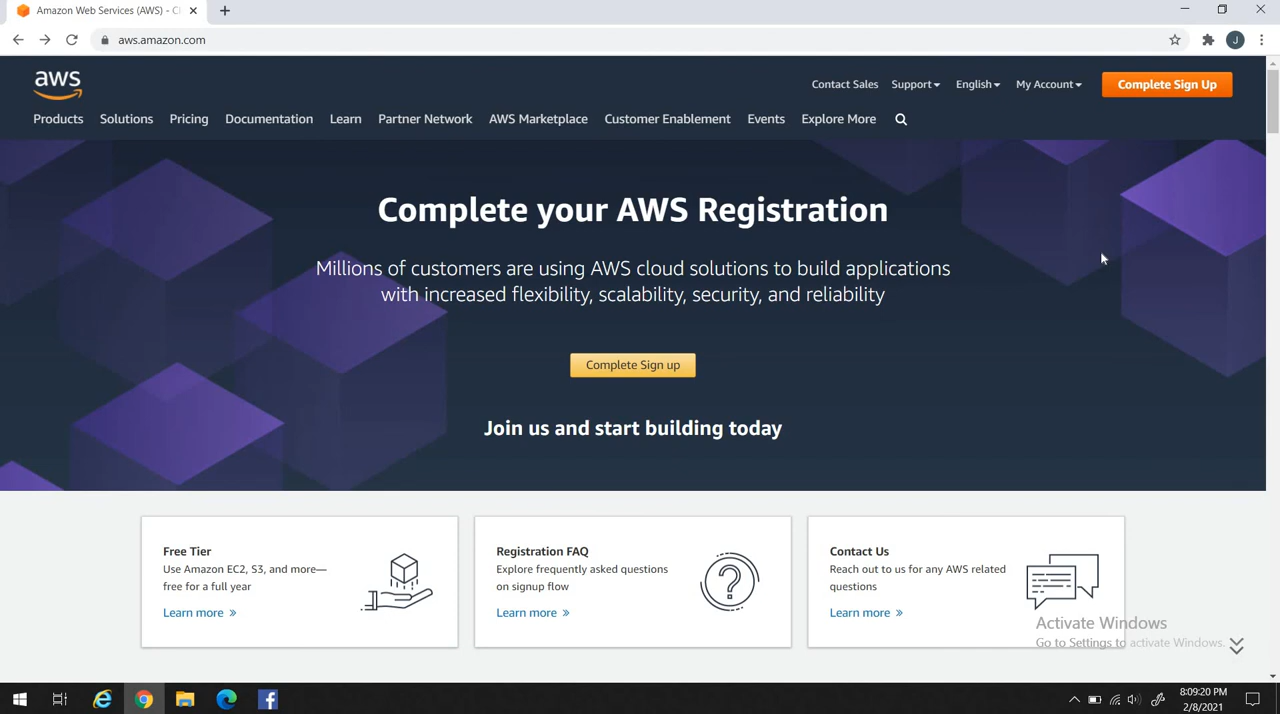 Amazon Web Services (AWS) - Cl
aws.amazon.com
J
aws
Contact Sales Support English My Account Complete Sign Up
Products Solutions Pricing Documentation Learn Partner Network AWS Marketplace Customer Enablement Events Explore More
Complete your AWS Registration
Millions of customers are using AWS cloud solutions to build applications
with increased flexibility, scalability, security, and reliability
Complete Sign up
Join us and start building today
Free Tier
Use Amazon EC2, S3, and more—
free for a full year
Learn more »
Registration FAQ
Explore frequently asked questions
on signup flow
Learn more »
Contact Us
Reach out to us for any AWS related
questions
Learn more »
Activate Windows
Go to Settings to activate Windows.
8:09:20 PM
2/8/2021